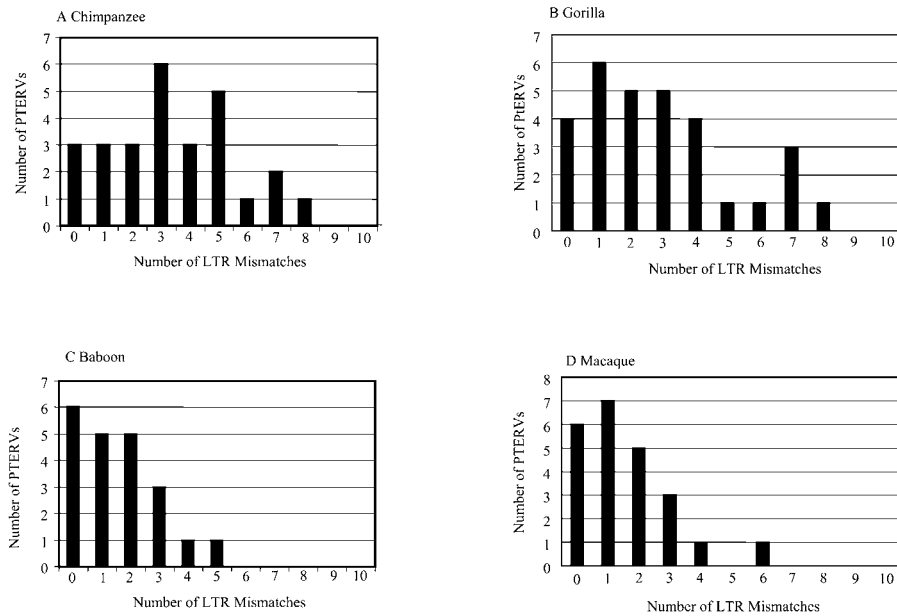 A Chimpanzee
7
6
5
4
3
2
1
0
Number of PTERVs
0 1 2 3 4 5 6 7 8 9 10
Number of LTR Mismatches
B Gorilla
7
6
5
4
3
2
1
0
Number of PtERVs
0 1 2 3 4 5 6 7 8 9 10
Number of LTR Mismatches
C Baboon
7
6
5
4
3
2
1
0
Number of PTERVs
0 1 2 3 4 5 6 7 8 9 10
Number of LTR Mismatches
D Macaque
8
7
6
5
4
3
2
1
0
Number of PTERVs
0 1 2 3 4 5 6 7 8 9 10
Number of LTR Mismatches